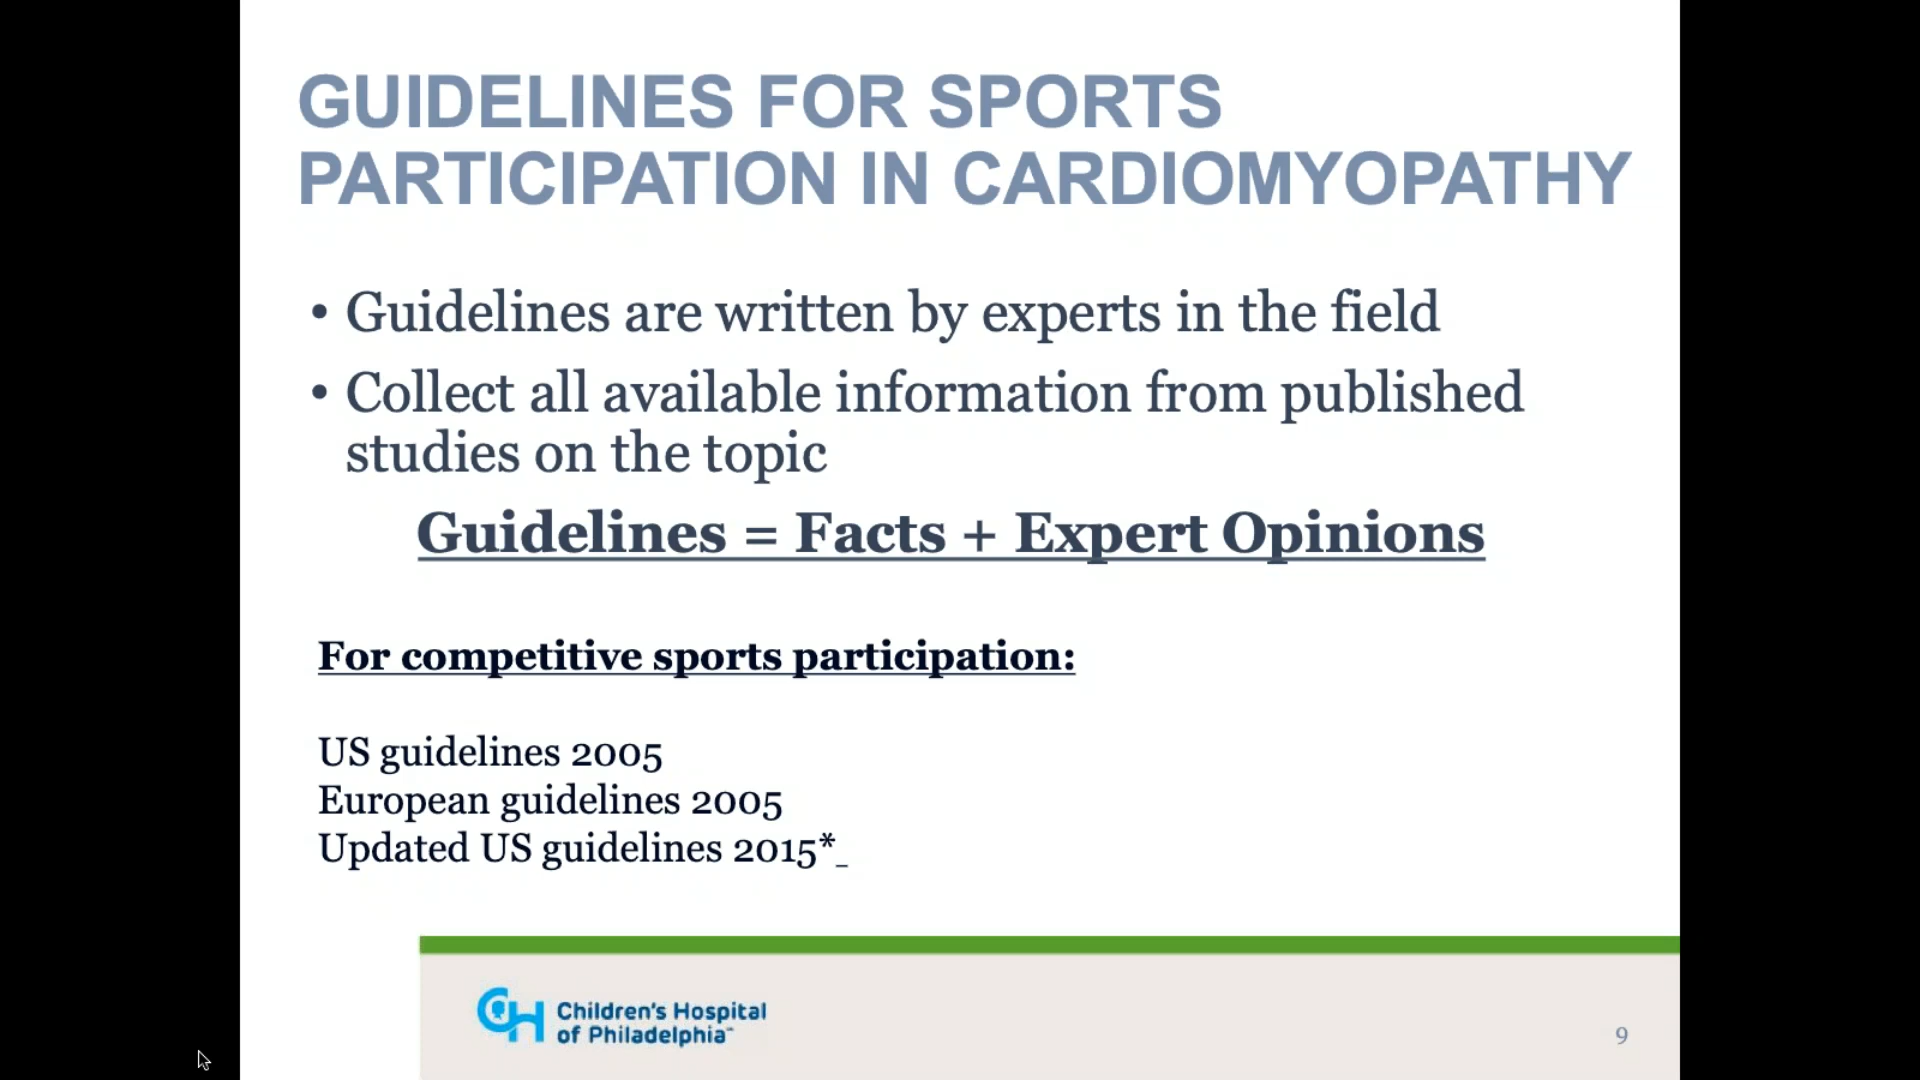 GUIDELINES FOR SPORTS
PARTICIPATION IN CARDIOMYOPATHY
• Guidelines are written by experts in the field
• Collect all available information from published
studies on the topic
Guidelines = Facts + Expert Opinions
For competitive sports participation:
US guidelines 2005
European guidelines 2005
Updated US guidelines 2015*_
CH Children's Hospital
of Philadelphia™
9